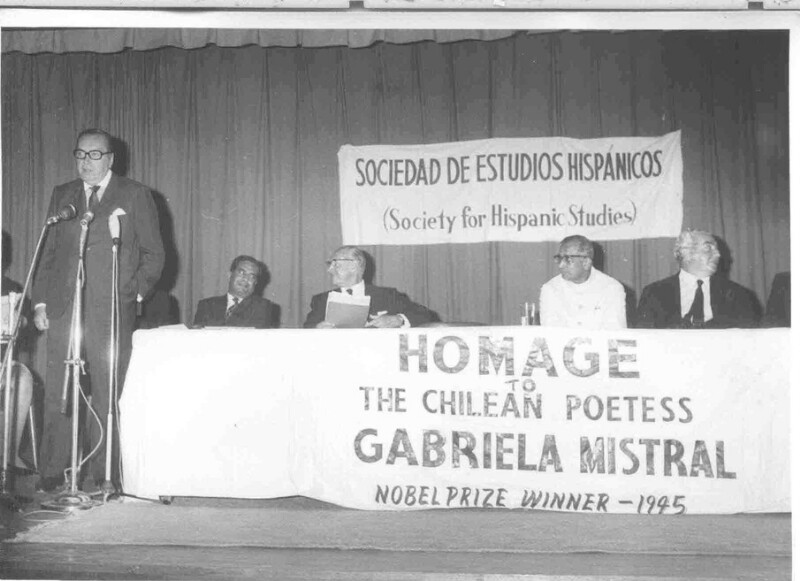 SOCIEDAD DE ESTUDIOS HISPÁNICOS
(Society for Hispanic Studies)
HOMAGE
TO
THE CHILEAN POETESS
GABRIELA MISTRAL
NOBEL PRIZE WINNER - 1945